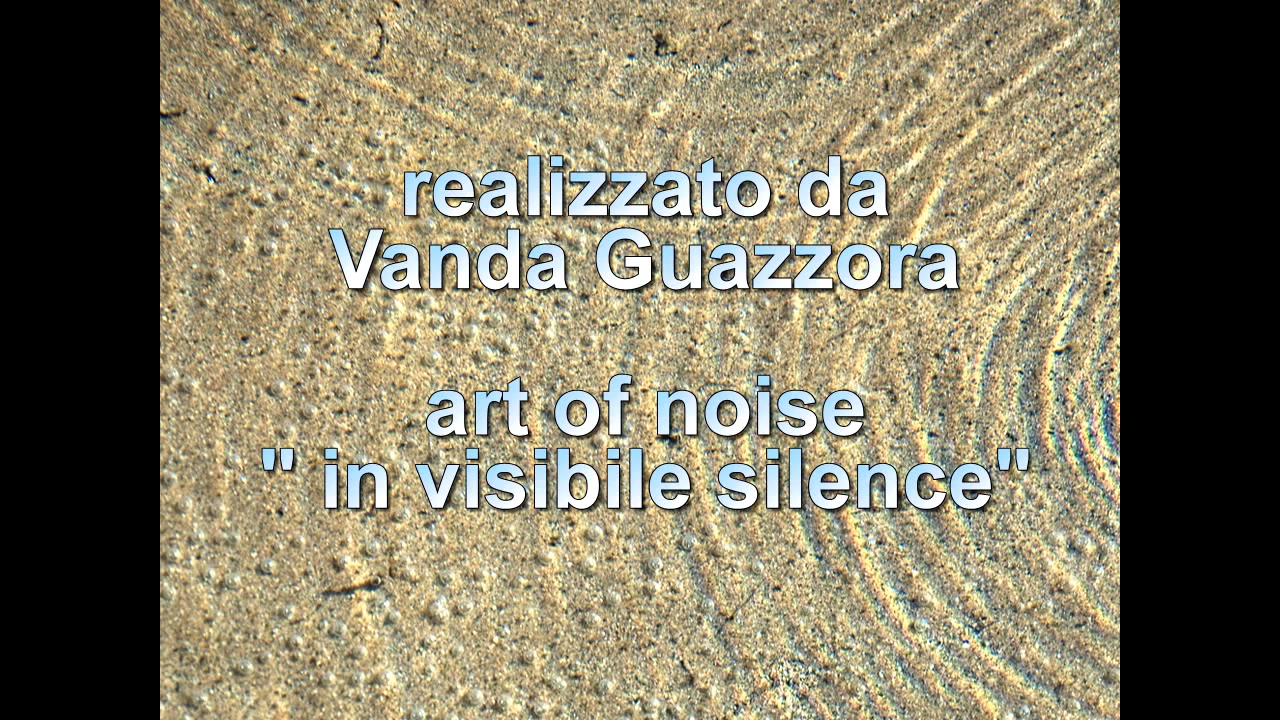 realizzato da
Vanda Guazzora
art of noise
" in visibile silence"